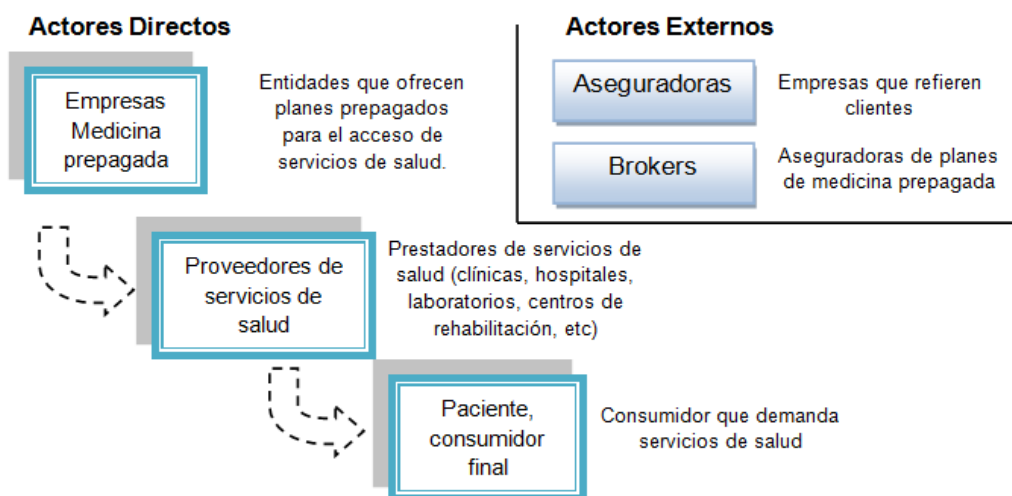 Actores Directos
Empresas
Medicina
prepagada
Entidades que ofrecen
planes prepagados
para el acceso de
servicios de salud.
Actores Externos
Aseguradoras
Empresas que refieren
clientes
Brokers
Aseguradoras de planes
de medicina prepagada
Proveedores de
servicios de
salud
Prestadores de servicios de
salud (clínicas, hospitales,
laboratorios, centros de
rehabilitación, etc)
Paciente,
consumidor
final
Consumidor que demanda
servicios de salud